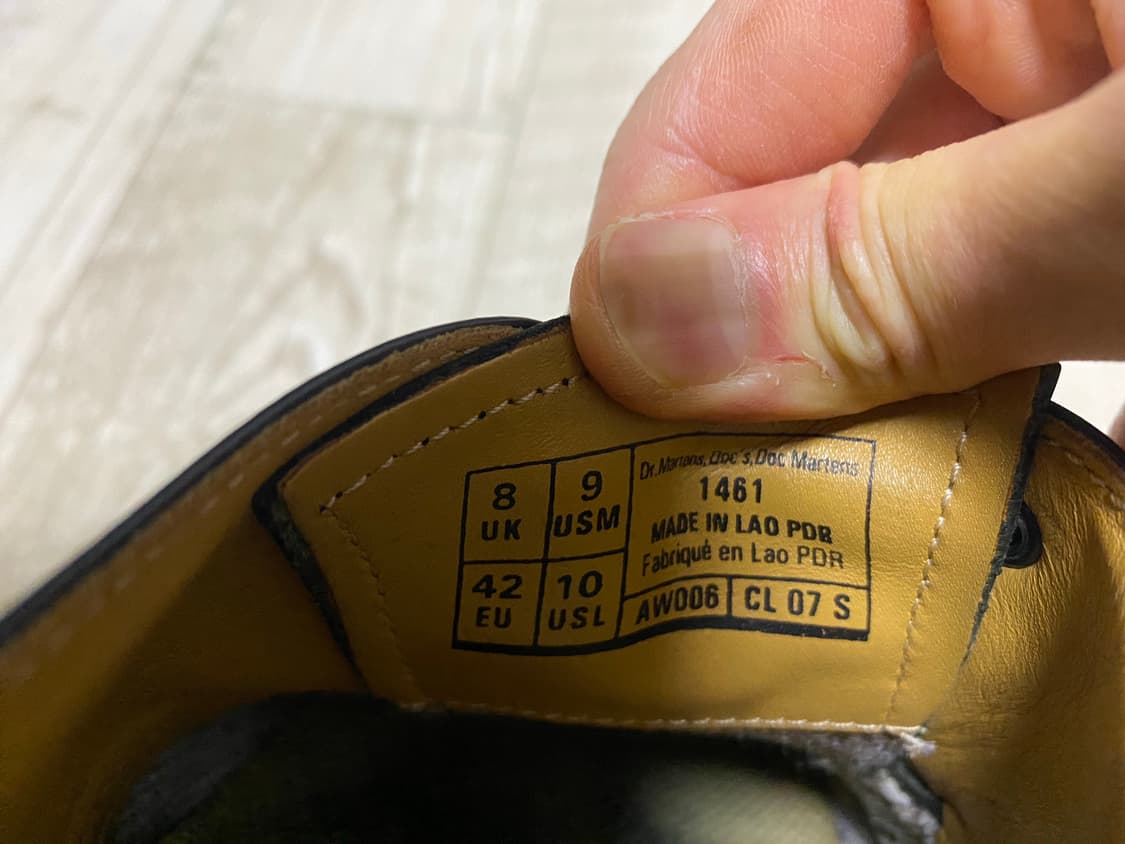 8
UK
9
USM
42
EU
10
USL
Dr. Martens, Doc's, Doc Martens
1461
MADE IN LAO PDR
Fabriqué en Lao PDR
AW006
CL 07 S